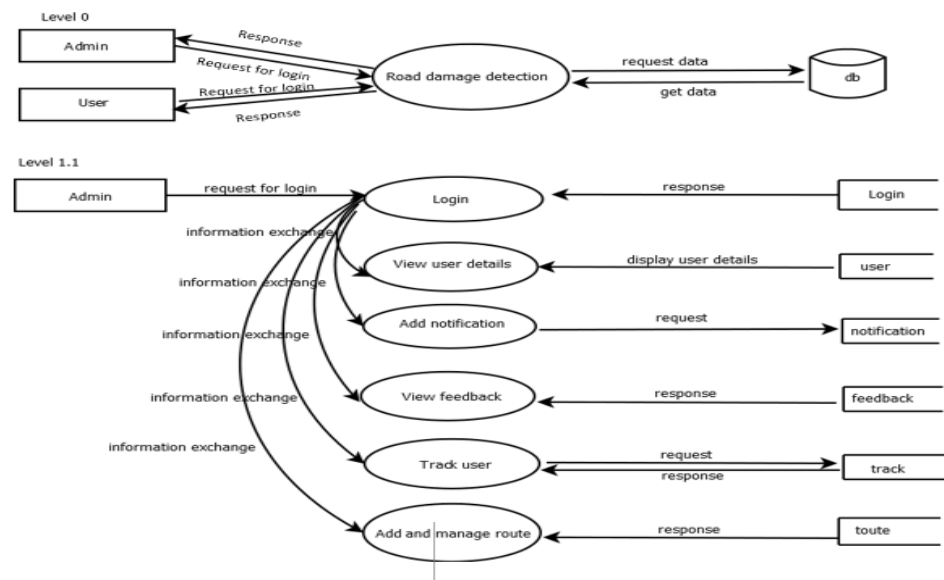 Level 0
Admin
Response
Request for login
Road damage detection
request data
get data
db
User
Request for login
Response
Level 1.1
Admin
request for login
Login
response
Login
information exchange
View user details
display user details
user
information exchange
Add notification
request
notification
information exchange
View feedback
response
feedback
information exchange
Track user
request
response
track
information exchange
Add and manage route
response
toute